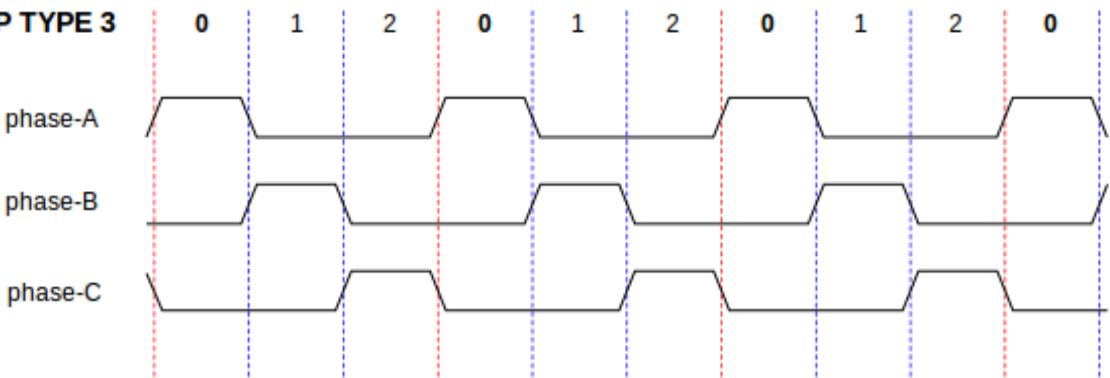 P TYPE 3 0 1 2 0 1 2 0 1 2 0
phase-A
phase-B
phase-C